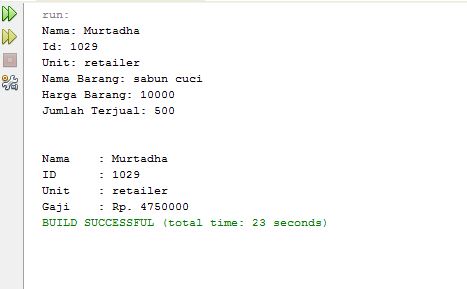 run:
Nama: Murtadha
Id: 1029
Unit: retailer
Nama Barang: sabun cuci
Harga Barang: 10000
Jumlah Terjual: 500
Nama    : Murtadha
ID      : 1029
Unit    : retailer
Gaji    : Rp. 4750000
BUILD SUCCESSFUL (total time: 23 seconds)